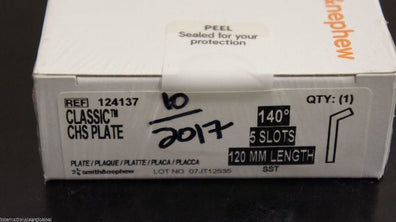 PEEL
Sealed for your
protection
&nephew
REF 124137
CLASSIC™
CHS PLATE
10
2017
140°
5 SLOTS
120 MM LENGTH
SST
QTY: (1)
PLATE / PLAQUE / PLATTE / PLACA / PLACCA
smith&nephew
LOT NO 07JT12535